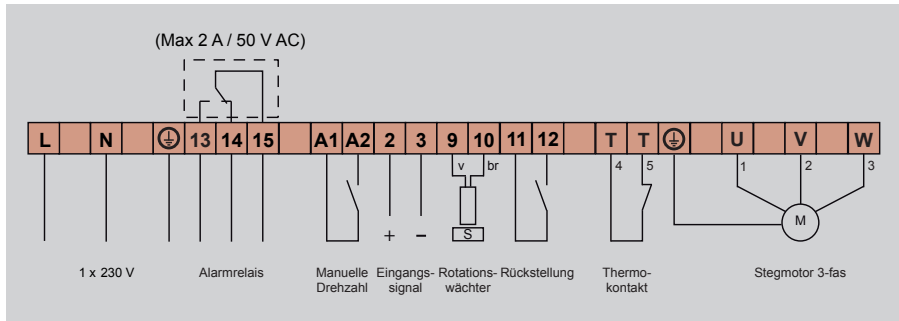 (Max 2 A / 50 V AC)
L N 13 14 15 A1 A2 2 3 9 10 11 12 T T U V W
v br 4 5 1 2 3
M
+ − S
1 x 230 V Alarmrelais Manuelle Eingangs- Rotations- Rückstellung Thermo- Stegmotor 3-fas
Drehzahl signal wächter kontakt